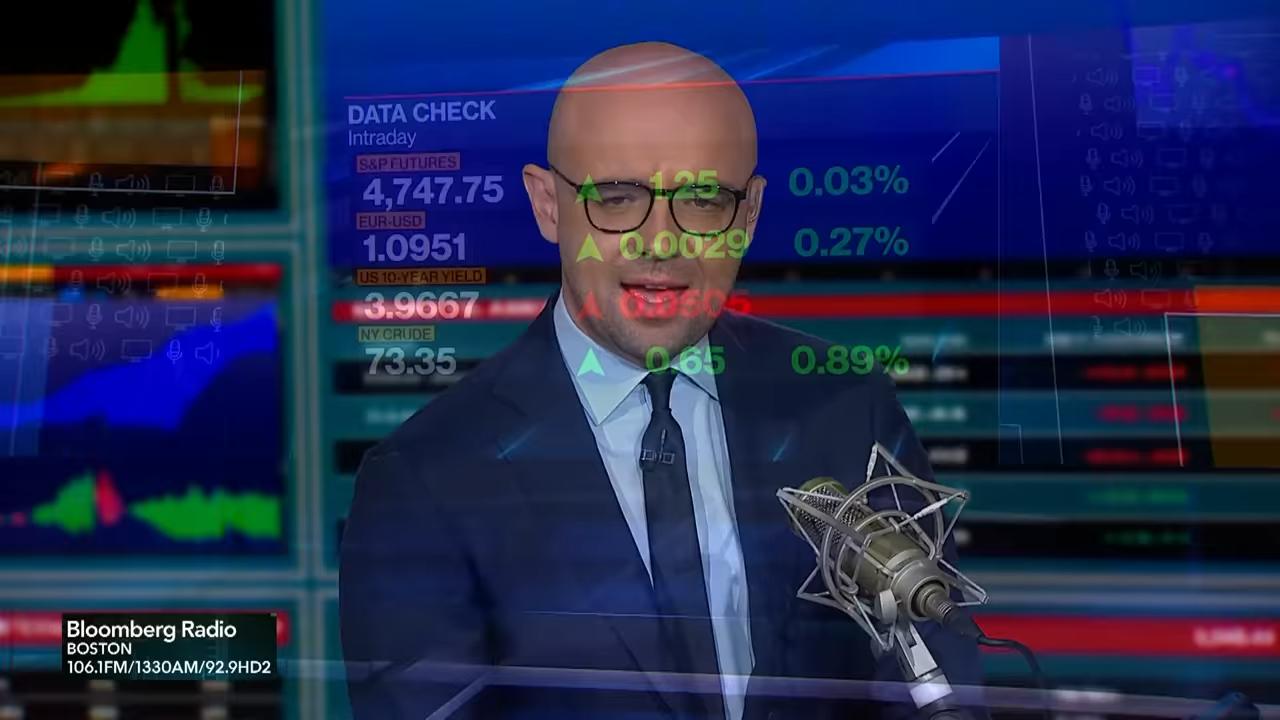 DATA CHECK
Intraday
S&P FUTURES
4,747.75 ▲ 1.25 0.03%
EUR-USD
1.0951 ▲ 0.0029 0.27%
US 10-YEAR YIELD
3.9667 ▲ 0.0505
NY CRUDE
73.35 ▲ 0.65 0.89%
Bloomberg Radio
BOSTON
106.1FM/1330AM/92.9HD2